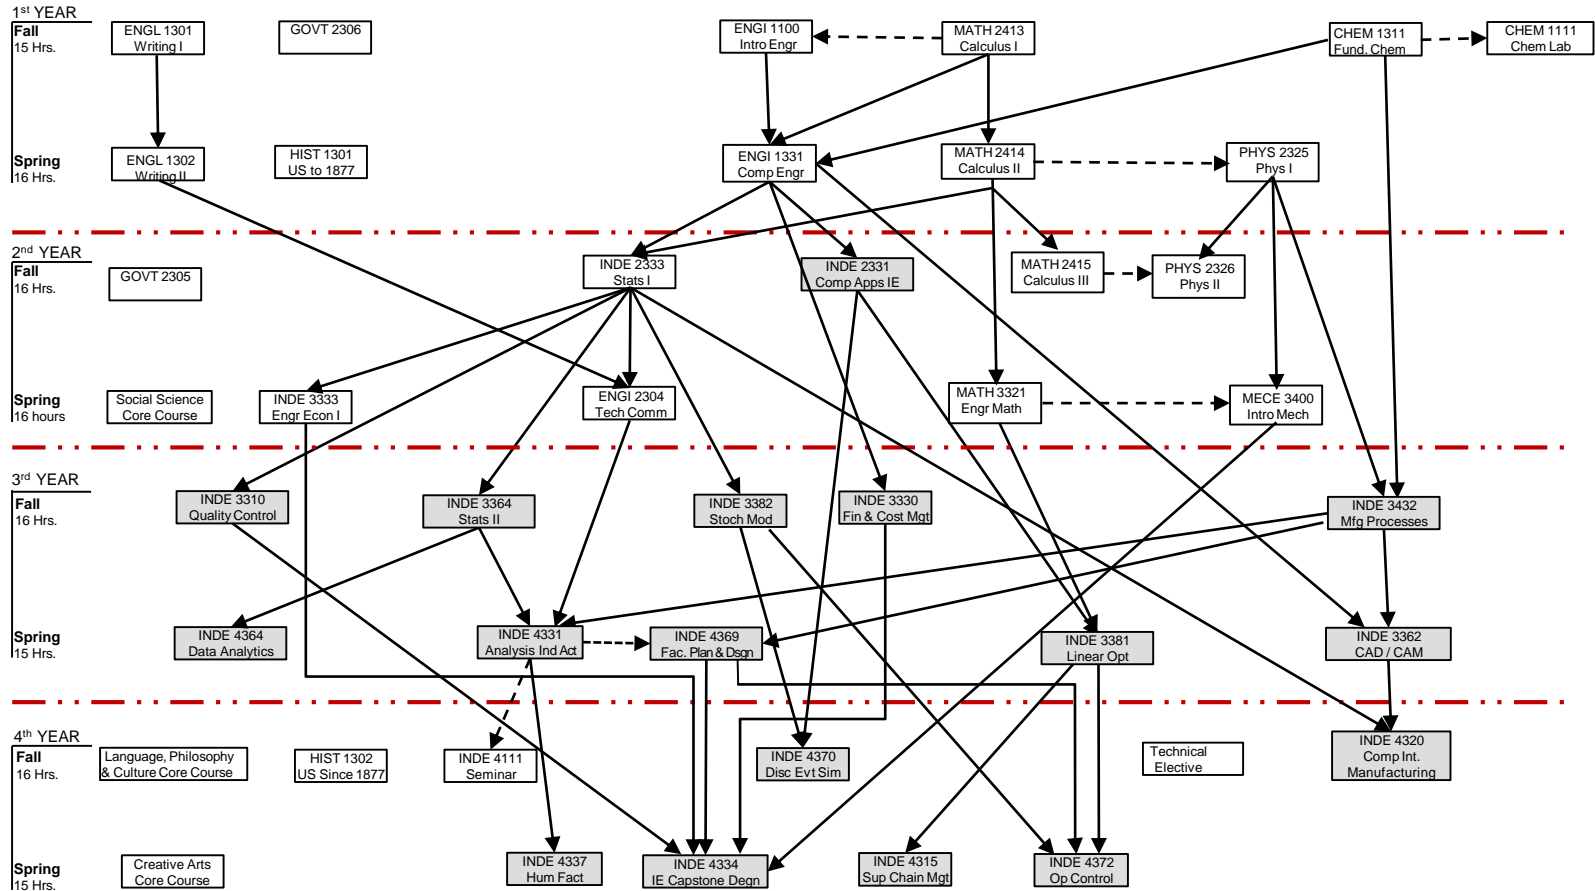 1st YEAR
Fall
15 Hrs.
ENGL 1301
Writing I
GOVT 2306
ENGI 1100
Intro Engr
MATH 2413
Calculus I
CHEM 1311
Fund. Chem
CHEM 1111
Chem Lab
Spring
16 Hrs.
ENGL 1302
Writing II
HIST 1301
US to 1877
ENGI 1331
Comp Engr
MATH 2414
Calculus II
PHYS 2325
Phys I
2nd YEAR
Fall
16 Hrs.
GOVT 2305
INDE 2333
Stats I
INDE 2331
Comp Apps IE
MATH 2415
Calculus III
PHYS 2326
Phys II
Spring
16 hours
Social Science
Core Course
INDE 3333
Engr Econ I
ENGI 2304
Tech Comm
MATH 3321
Engr Math
MECE 3400
Intro Mech
3rd YEAR
Fall
16 Hrs.
INDE 3310
Quality Control
INDE 3364
Stats II
INDE 3382
Stoch Mod
INDE 3330
Fin & Cost Mgt
INDE 3432
Mfg Processes
Spring
15 Hrs.
INDE 4364
Data Analytics
INDE 4331
Analysis Ind Act
INDE 4369
Fac. Plan & Dsgn
INDE 3381
Linear Opt
INDE 3362
CAD / CAM
4th YEAR
Fall
16 Hrs.
Language, Philosophy
& Culture Core Course
HIST 1302
US Since 1877
INDE 4111
Seminar
INDE 4370
Disc Evt Sim
Technical
Elective
INDE 4320
Comp Int.
Manufacturing
Spring
15 Hrs.
Creative Arts
Core Course
INDE 4337
Hum Fact
INDE 4334
IE Capstone Degn
INDE 4315
Sup Chain Mgt
INDE 4372
Op Control